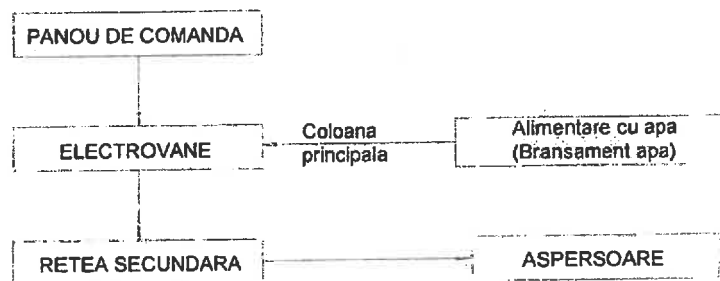 PANOU DE COMANDA
ELECTROVANE
Coloana
principala
Alimentare cu apa
(Bransament apa)
RETEA SECUNDARA
ASPERSOARE